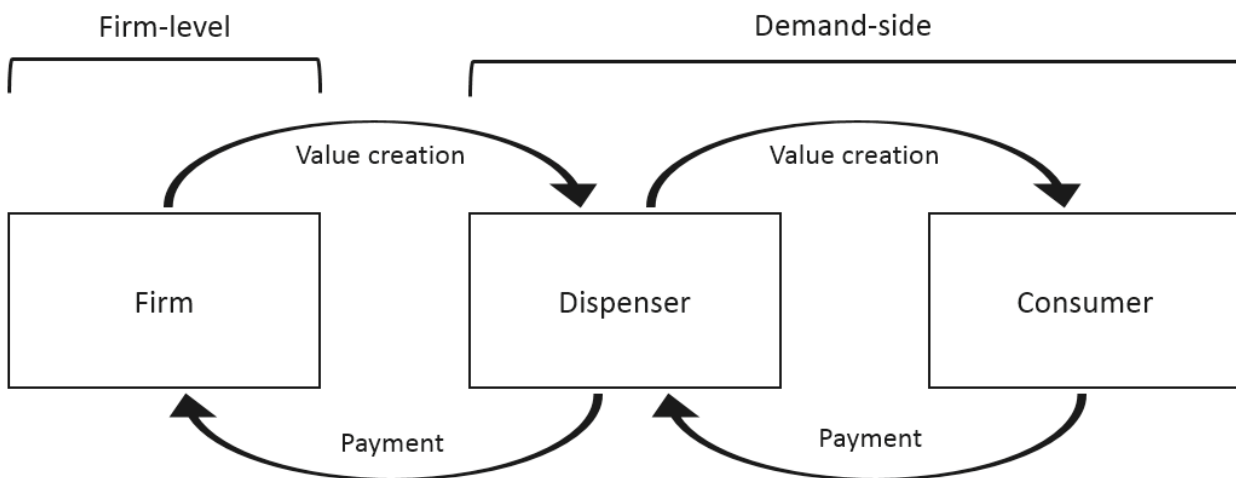 Firm-level
Demand-side
Value creation
Value creation
Firm
Dispenser
Consumer
Payment
Payment